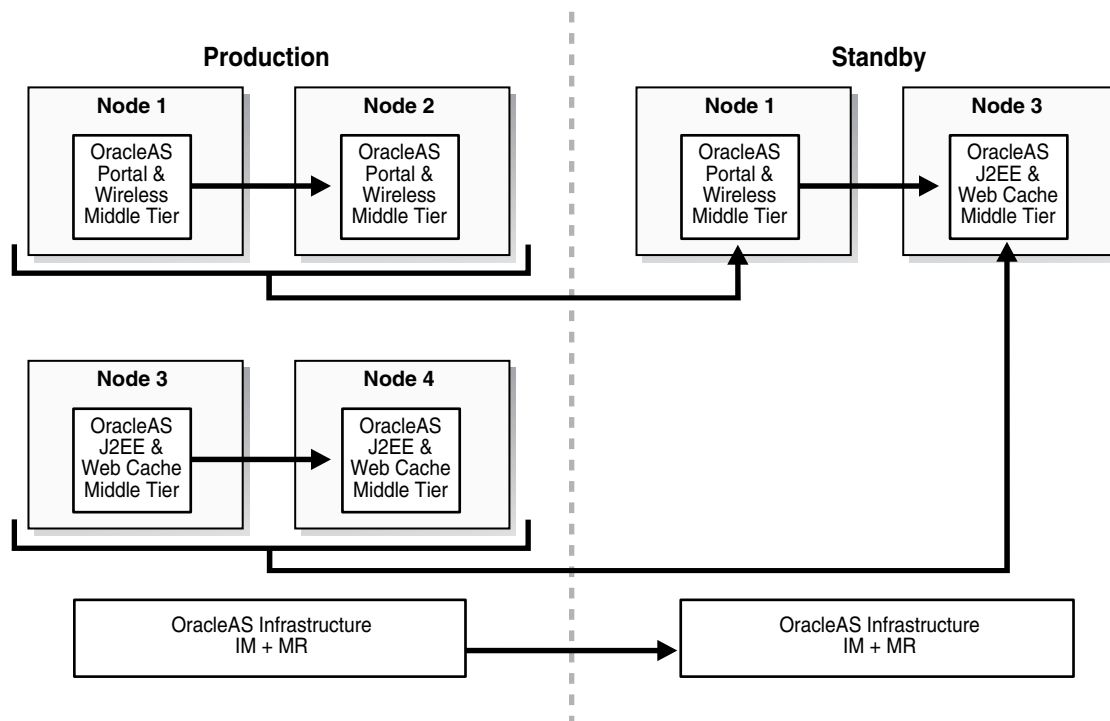 Production
Standby
Node 1
OracleAS
Portal &
Wireless
Middle Tier
Node 2
OracleAS
Portal &
Wireless
Middle Tier
Node 1
OracleAS
Portal &
Wireless
Middle Tier
Node 3
OracleAS
J2EE &
Web Cache
Middle Tier
Node 3
OracleAS
J2EE &
Web Cache
Middle Tier
Node 4
OracleAS
J2EE &
Web Cache
Middle Tier
OracleAS Infrastructure
IM + MR
OracleAS Infrastructure
IM + MR